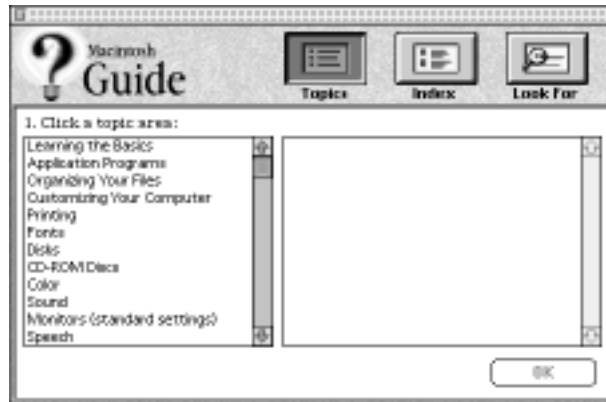 Macintosh
Guide
Topics
Index
Look For
1. Click a topic area:
Learning the Basics
Application Programs
Organizing Your Files
Customizing Your Computer
Printing
Fonts
Disks
CD-ROM Discs
Color
Sound
Monitors (standard settings)
Speech
OK